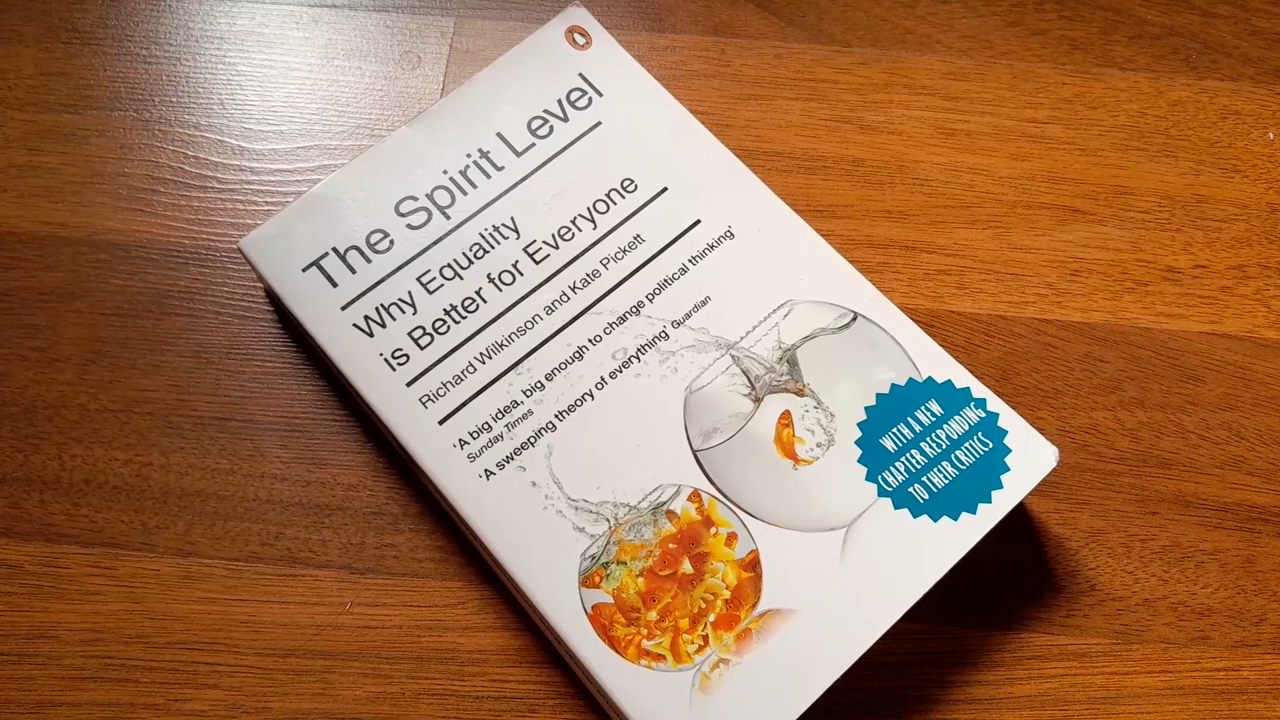 The Spirit Level
Why Equality
is Better for Everyone
Richard Wilkinson and Kate Pickett
‘A big idea, big enough to change political thinking’
Sunday Times
‘A sweeping theory of everything’ Guardian
WITH A NEW
CHAPTER RESPONDING
TO THEIR CRITICS